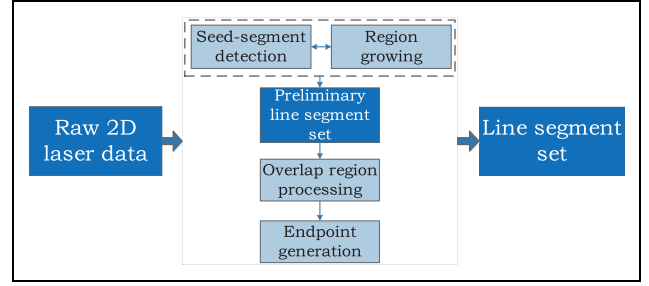 Seed-segment
detection
Region
growing
Preliminary
line segment
set
Raw 2D
laser data
Line segment
set
Overlap region
processing
Endpoint
generation